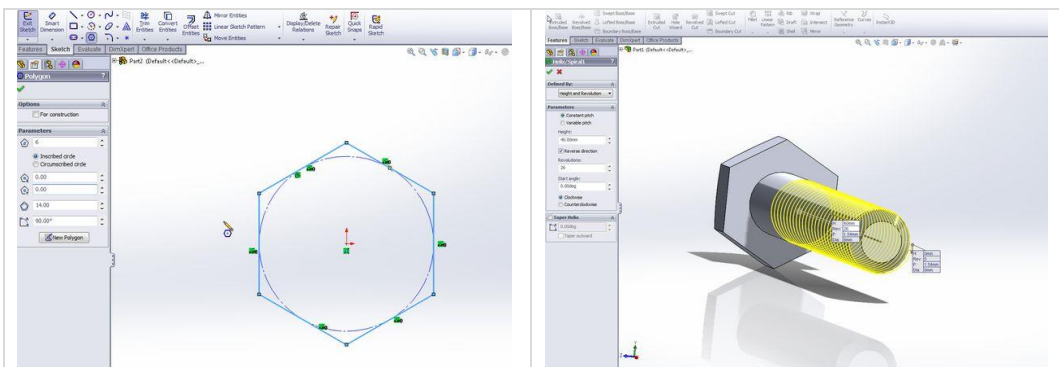 Exit Sketch
Smart Dimension
Trim Entities
Convert Entities
Offset Entities
Mirror Entities
Linear Sketch Pattern
Move Entities
Display/Delete Relations
Repair Sketch
Quick Snaps
Rapid Sketch
Features Sketch Evaluate DimXpert Office Products
Part2 (Default<<Default>_...
Polygon ?
Options
For construction
Parameters
6
Inscribed circle
Circumscribed circle
0.00
0.00
14.00
90.00°
New Polygon
Swept Boss/Base
Lofted Boss/Base
Boundary Boss/Base
Extruded Cut
Hole Wizard
Revolved Cut
Swept Cut
Lofted Cut
Boundary Cut
Fillet
Linear Pattern
Rib
Draft
Shell
Wrap
Intersect
Mirror
Reference Geometry
Curves
Instant3D
Features Sketch Evaluate DimXpert Office Products
Part1 (Default<<Default>_...
Helix/Spiral1 ?
Defined By:
Height and Revolution
Parameters
Constant pitch
Variable pitch
Height:
Reverse direction
Revolutions:
26
Start angle:
0.00deg
Clockwise
Counterclockwise
Taper Helix
0.00deg
Taper outward